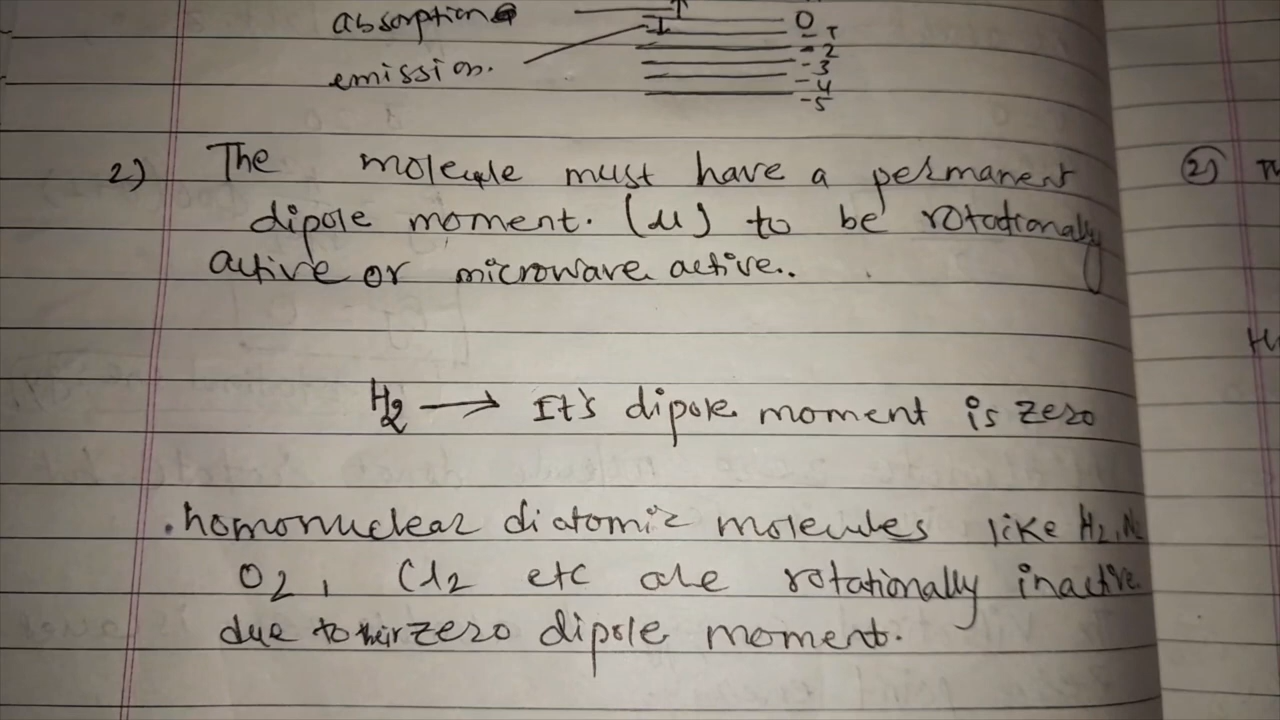 absorption
emission.
0
-1
-2
-3
-4
-5
2) The molecule must have a permanent
dipole moment. (μ) to be rotationally
active or microwave active..
H2 → It's dipole moment is zero
.homonuclear diatomic molecules like H2, N2
O2, Cl2 etc are rotationally inactive
due to their zero dipole moment.
2)